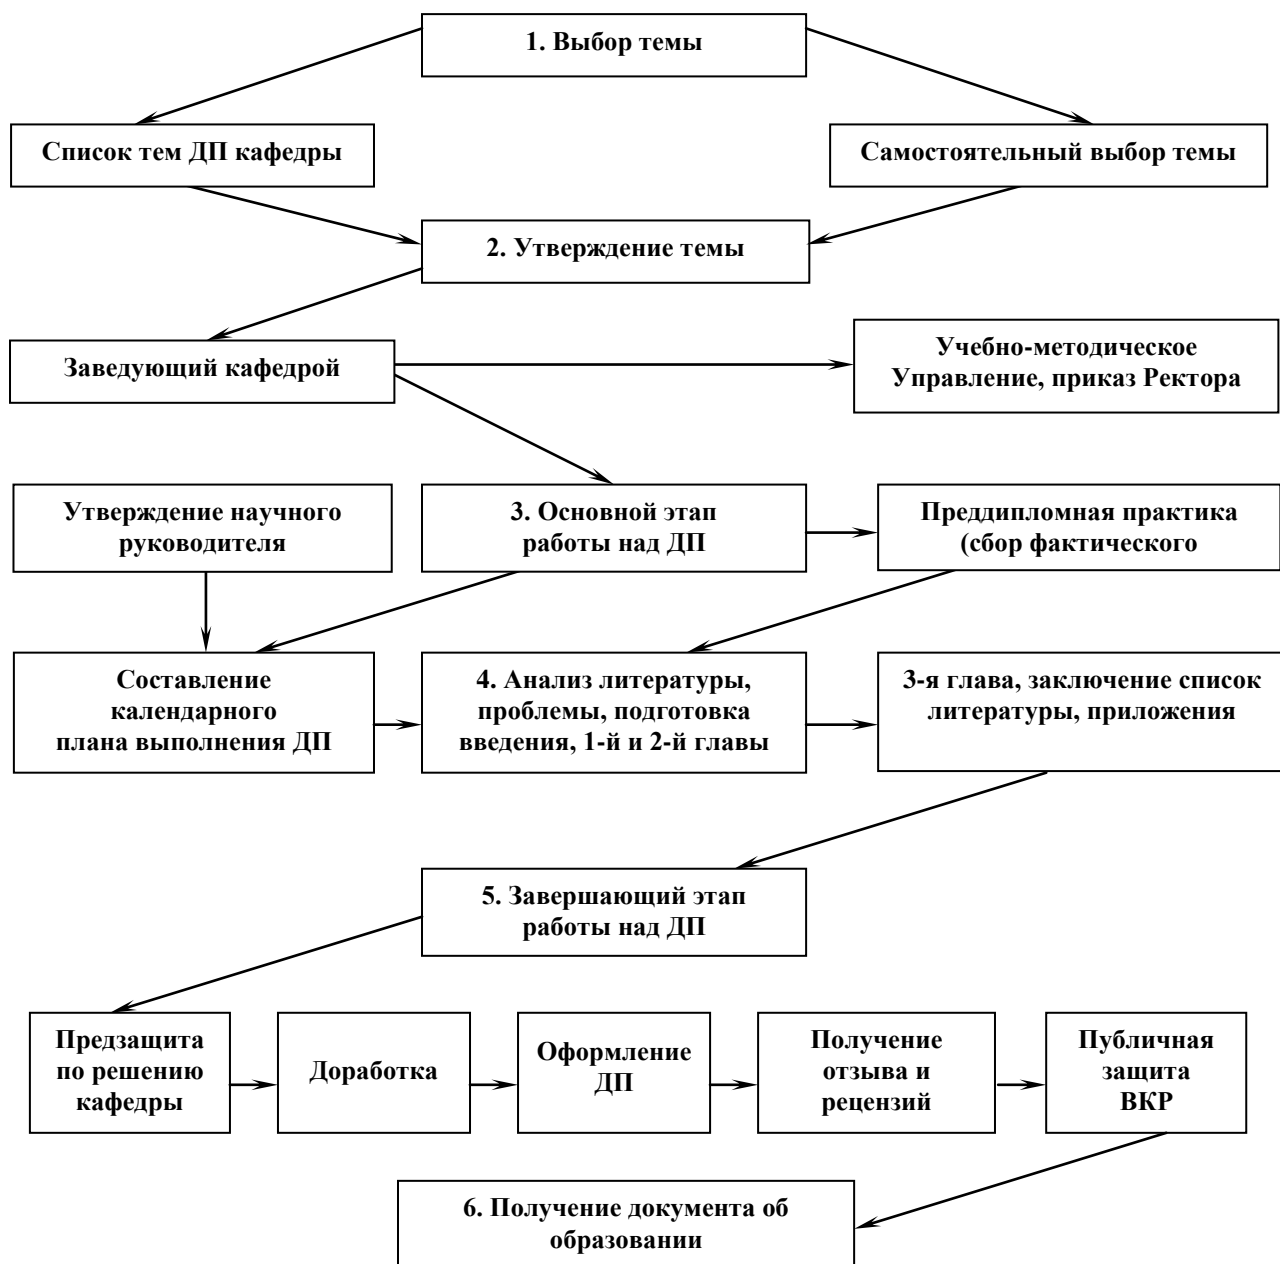 1. Выбор темы
Список тем ДП кафедры
Самостоятельный выбор темы
2. Утверждение темы
Заведующий кафедрой
Учебно-методическое
Управление, приказ Ректора
Утверждение научного
руководителя
3. Основной этап
работы над ДП
Преддипломная практика
(сбор фактического
Составление
календарного
плана выполнения ДП
4. Анализ литературы,
проблемы, подготовка
введения, 1-й и 2-й главы
3-я глава, заключение список
литературы, приложения
5. Завершающий этап
работы над ДП
Предзащита
по решению
кафедры
Доработка
Оформление
ДП
Получение
отзыва и
рецензий
Публичная
защита
ВКР
6. Получение документа об
образовании